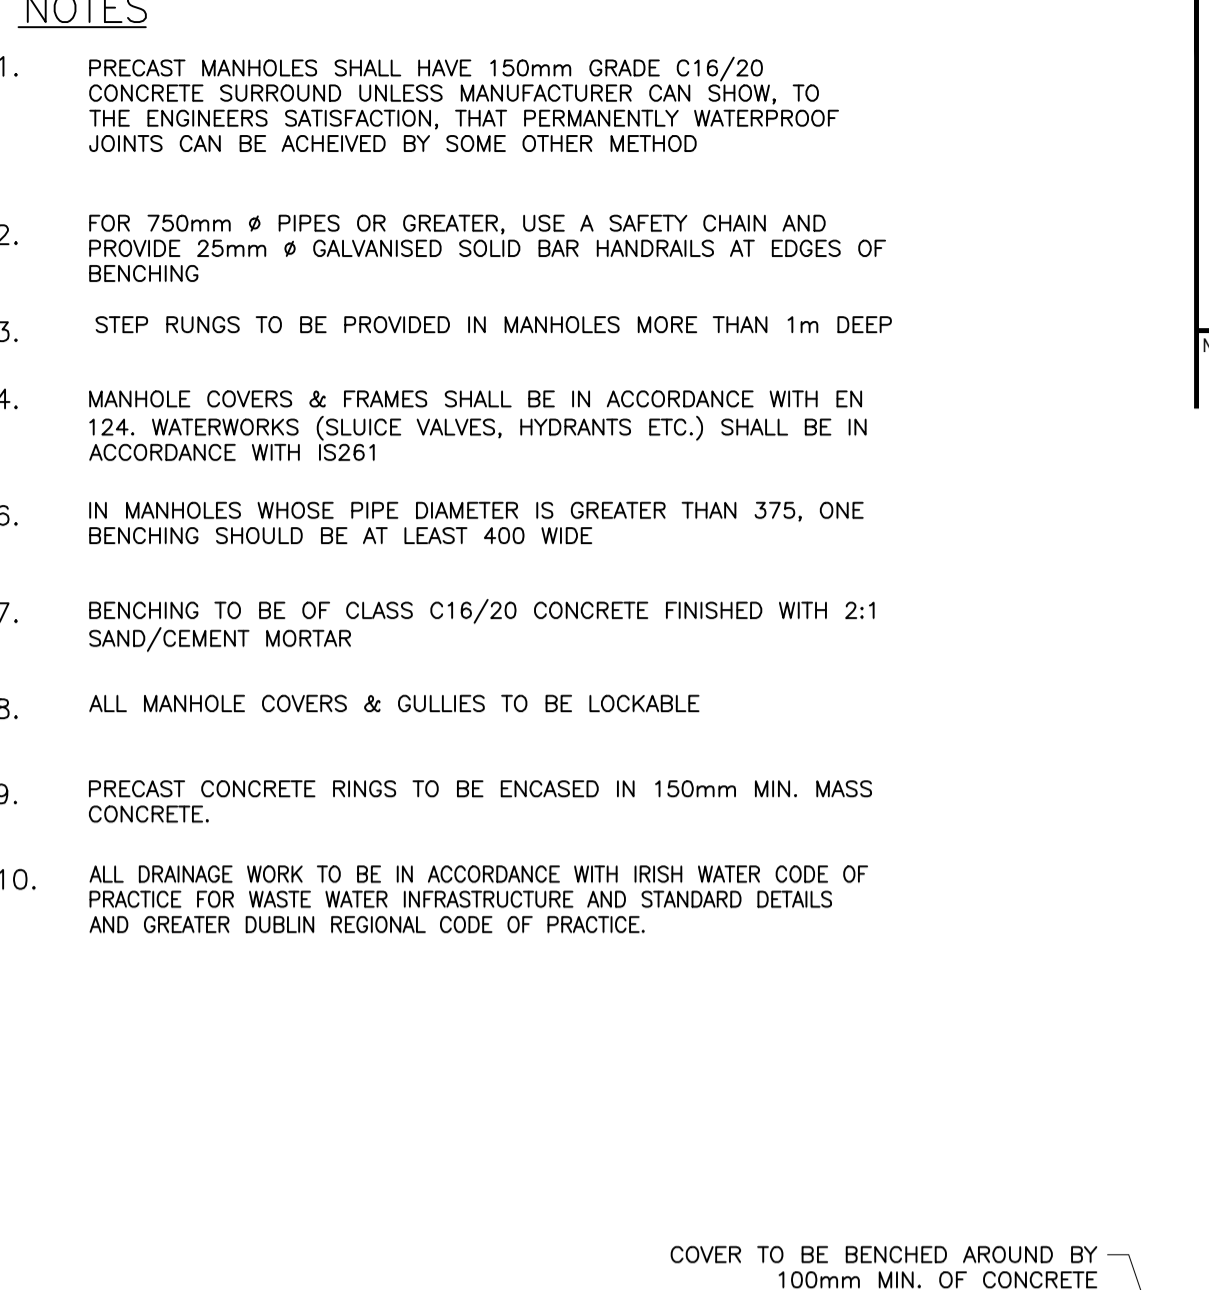 NOTES
1. PRECAST MANHOLES SHALL HAVE 150mm GRADE C16/20
CONCRETE SURROUND UNLESS MANUFACTURER CAN SHOW, TO
THE ENGINEERS SATISFACTION, THAT PERMANENTLY WATERPROOF
JOINTS CAN BE ACHEIVED BY SOME OTHER METHOD
2. FOR 750mm ø PIPES OR GREATER, USE A SAFETY CHAIN AND
PROVIDE 25mm ø GALVANISED SOLID BAR HANDRAILS AT EDGES OF
BENCHING
3. STEP RUNGS TO BE PROVIDED IN MANHOLES MORE THAN 1m DEEP
4. MANHOLE COVERS & FRAMES SHALL BE IN ACCORDANCE WITH EN
124. WATERWORKS (SLUICE VALVES, HYDRANTS ETC.) SHALL BE IN
ACCORDANCE WITH IS261
6. IN MANHOLES WHOSE PIPE DIAMETER IS GREATER THAN 375, ONE
BENCHING SHOULD BE AT LEAST 400 WIDE
7. BENCHING TO BE OF CLASS C16/20 CONCRETE FINISHED WITH 2:1
SAND/CEMENT MORTAR
8. ALL MANHOLE COVERS & GULLIES TO BE LOCKABLE
9. PRECAST CONCRETE RINGS TO BE ENCASED IN 150mm MIN. MASS
CONCRETE.
10. ALL DRAINAGE WORK TO BE IN ACCORDANCE WITH IRISH WATER CODE OF
PRACTICE FOR WASTE WATER INFRASTRUCTURE AND STANDARD DETAILS
AND GREATER DUBLIN REGIONAL CODE OF PRACTICE.
COVER TO BE BENCHED AROUND BY
100mm MIN. OF CONCRETE